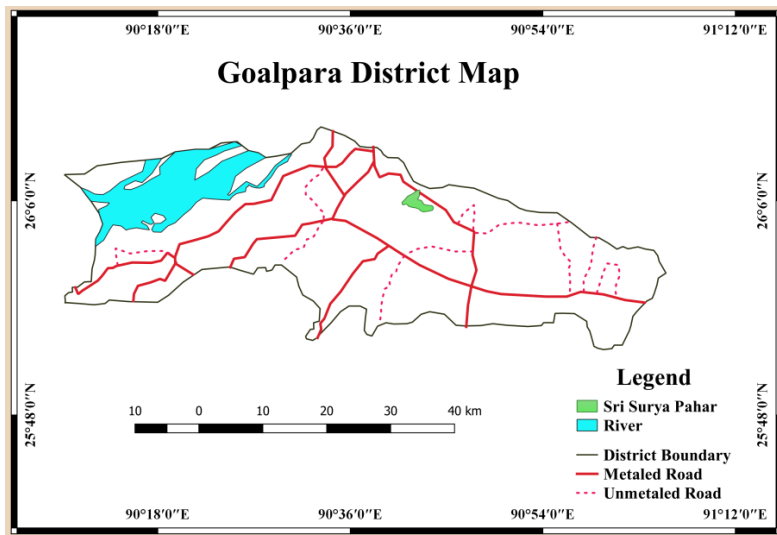 90°18'0"E 90°36'0"E 90°54'0"E 91°12'0"E
Goalpara District Map
26°6'0"N 26°6'0"N
25°48'0"N 25°48'0"N
Legend
Sri Surya Pahar
River
District Boundary
Metaled Road
Unmetaled Road
10 0 10 20 30 40 km
90°18'0"E 90°36'0"E 90°54'0"E 91°12'0"E